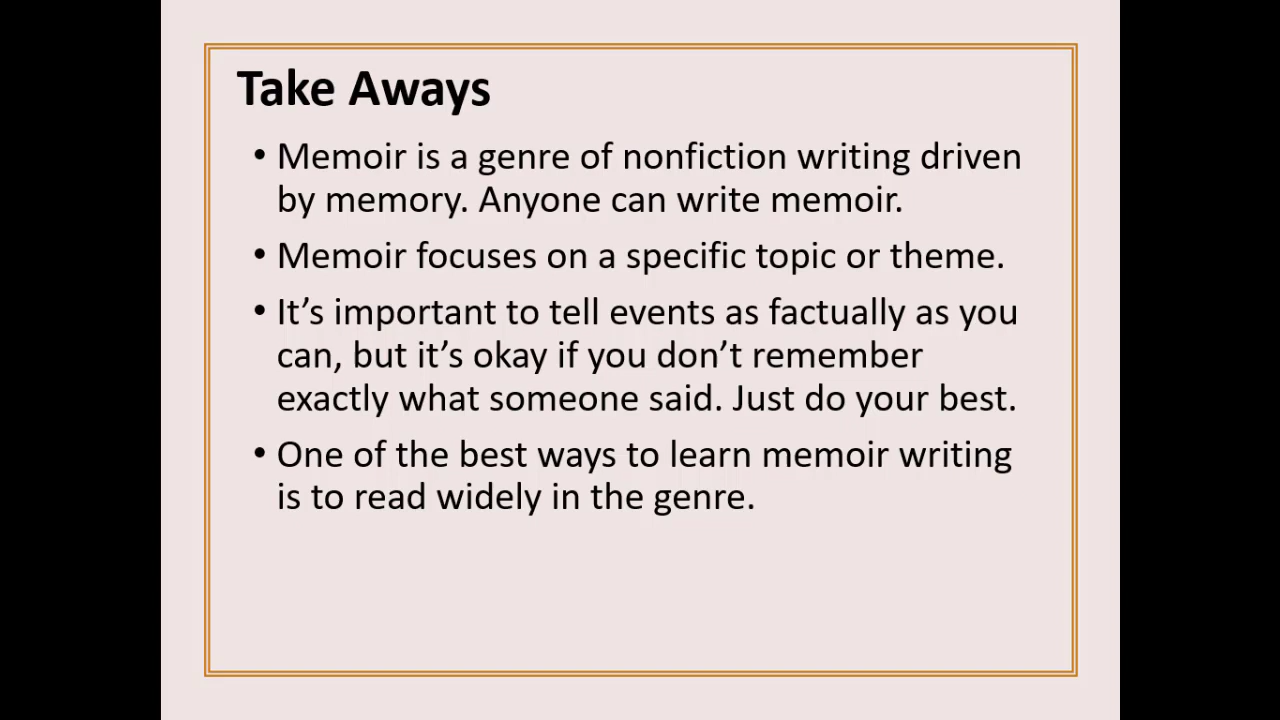 Take Aways
• Memoir is a genre of nonfiction writing driven
by memory. Anyone can write memoir.
• Memoir focuses on a specific topic or theme.
• It’s important to tell events as factually as you
can, but it’s okay if you don’t remember
exactly what someone said. Just do your best.
• One of the best ways to learn memoir writing
is to read widely in the genre.